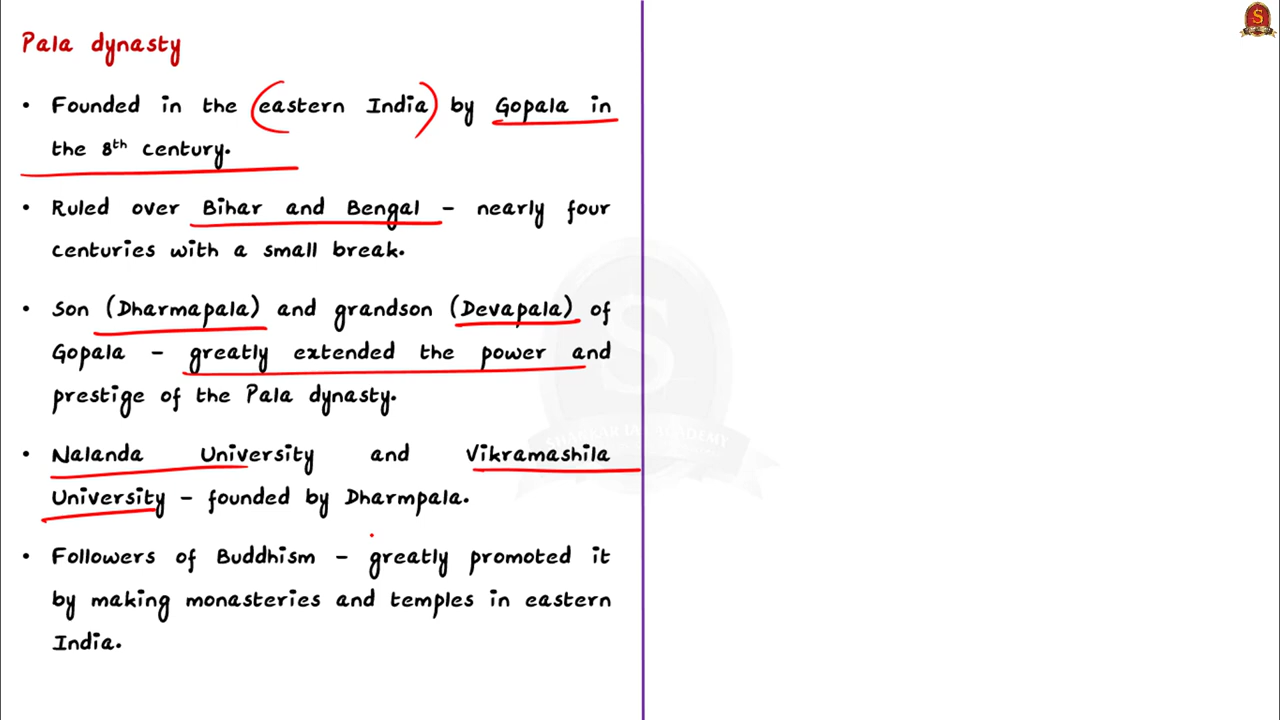 Pala dynasty
• Founded in the eastern India by Gopala in
the 8th century.
• Ruled over Bihar and Bengal – nearly four
centuries with a small break.
• Son (Dharmapala) and grandson (Devapala) of
Gopala – greatly extended the power and
prestige of the Pala dynasty.
• Nalanda University and Vikramashila
University – founded by Dharmpala.
• Followers of Buddhism – greatly promoted it
by making monasteries and temples in eastern
India.